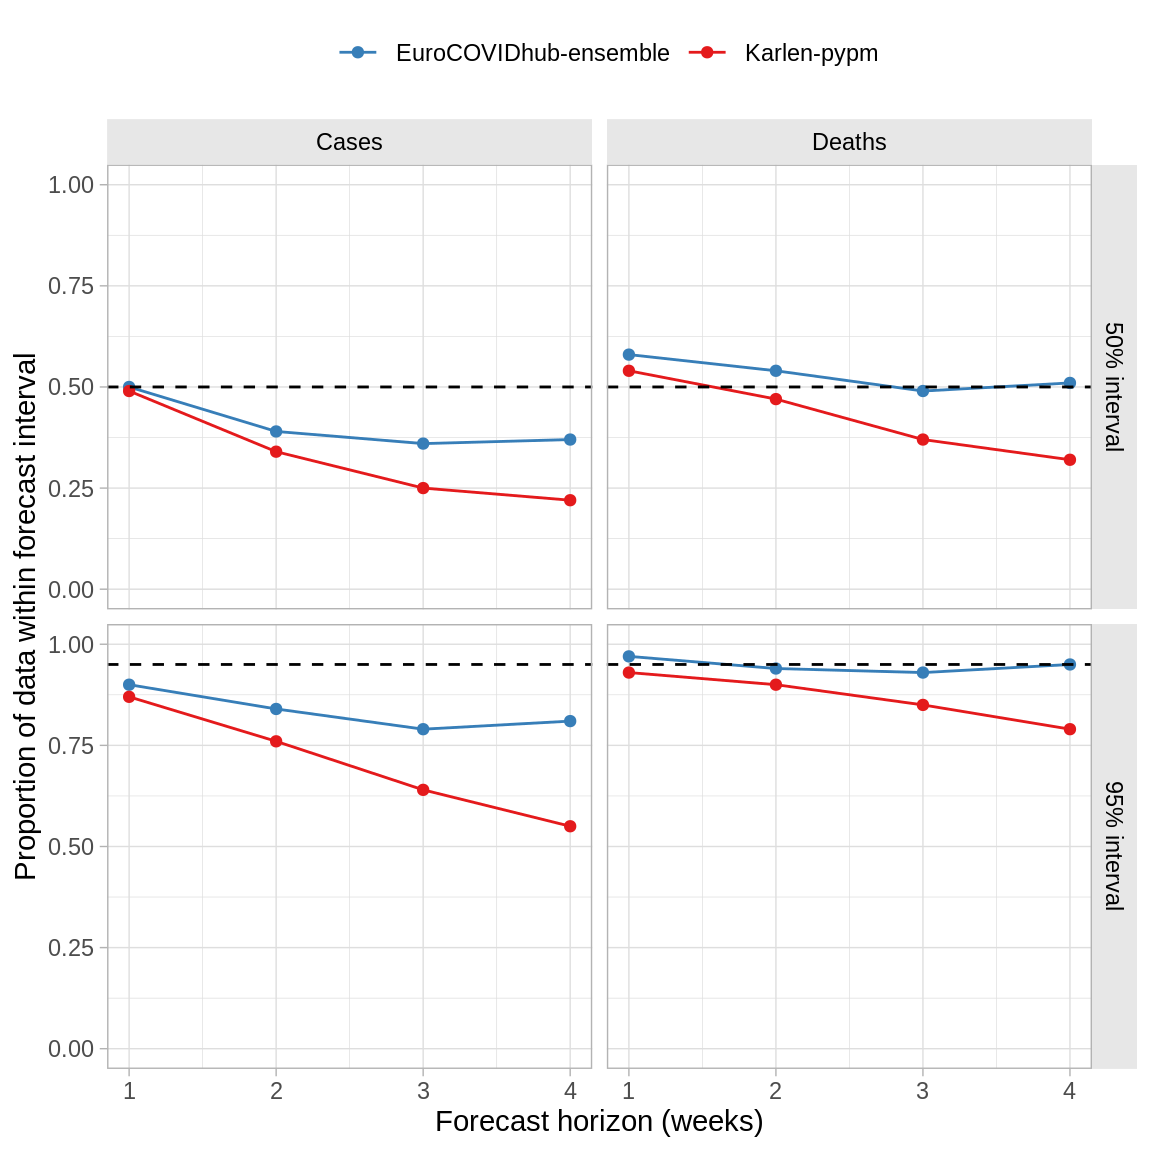 EuroCOVIDhub-ensemble Karlen-pypm
Cases Deaths
Proportion of data within forecast interval
1.00
0.75
0.50
0.25
0.00
50% interval
1.00
0.75
0.50
0.25
0.00
95% interval
1 2 3 4 1 2 3 4
Forecast horizon (weeks)